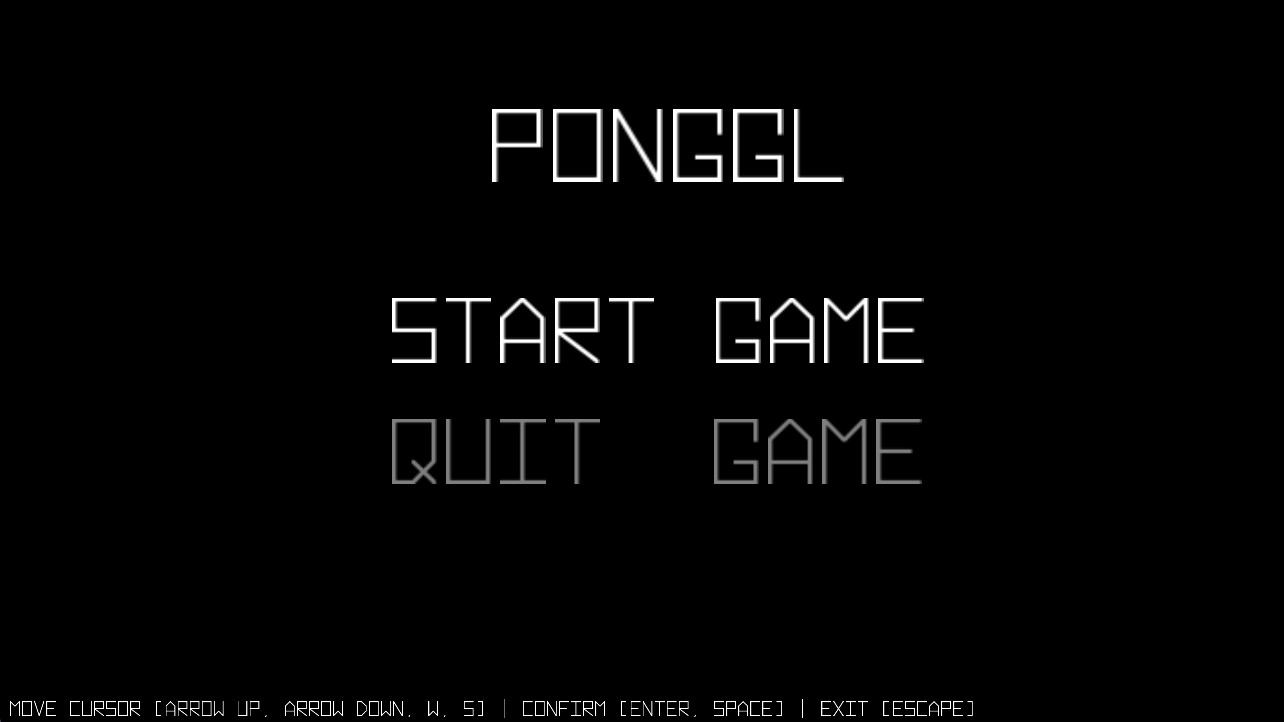 PONGGL
START GAME
QUIT GAME
MOVE CURSOR [ARROW UP, ARROW DOWN, W, S] | CONFIRM [ENTER, SPACE] | EXIT [ESCAPE]